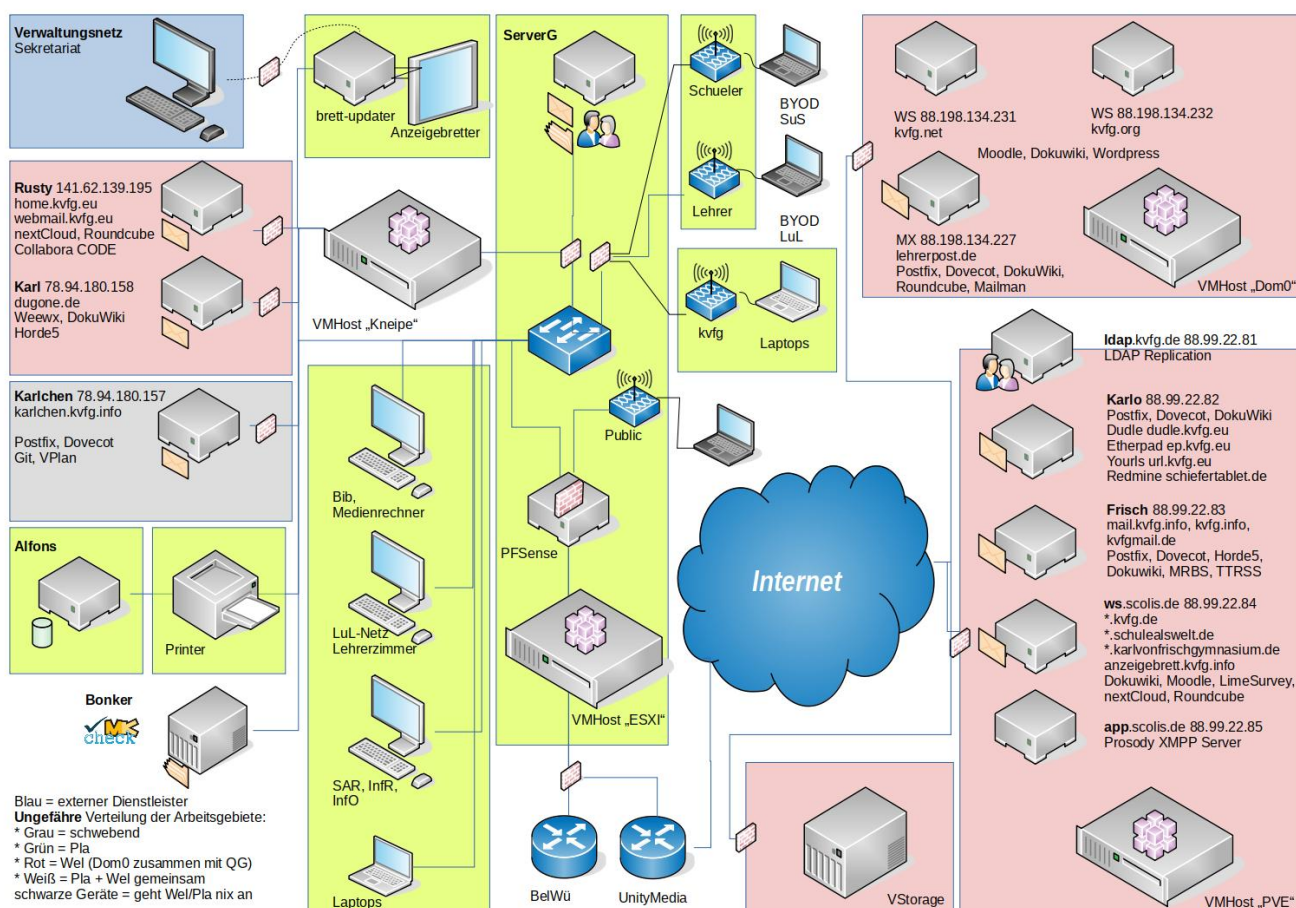 Verwaltungsnetz
Sekretariat
brett-updater
Anzeigebretter
ServerG
Schueler
BYOD
SuS
Lehrer
BYOD
LuL
kvfg
Laptops
WS 88.198.134.231
kvfg.net
WS 88.198.134.232
kvfg.org
Moodle, Dokuwiki, Wordpress
MX 88.198.134.227
lehrerpost.de
Postfix, Dovecot, DokuWiki,
Roundcube, Mailman
VMHost „Dom0“
Rusty 141.62.139.195
home.kvfg.eu
webmail.kvfg.eu
nextCloud, Roundcube
Collabora CODE
Karl 78.94.180.158
dugone.de
Weewx, DokuWiki
Horde5
VMHost „Kneipe“
Karlchen 78.94.180.157
karlchen.kvfg.info
Postfix, Dovecot
Git, VPlan
Alfons
Printer
Bonker
MK
check
Blau = externer Dienstleister
Ungefähre Verteilung der Arbeitsgebiete:
* Grau = schwebend
* Grün = Pla
* Rot = Wel (Dom0 zusammen mit QG)
* Weiß = Pla + Wel gemeinsam
schwarze Geräte = geht Wel/Pla nix an
Bib,
Medienrechner
LuL-Netz
Lehrerzimmer
SAR, InfR,
InfO
Laptops
Public
PFSense
VMHost „ESXI“
BelWü
UnityMedia
Internet
VStorage
ldap.kvfg.de 88.99.22.81
LDAP Replication
Karlo 88.99.22.82
Postfix, Dovecot, DokuWiki
Dudle dudle.kvfg.eu
Etherpad ep.kvfg.eu
Yourls url.kvfg.eu
Redmine schiefertablet.de
Frisch 88.99.22.83
mail.kvfg.info, kvfg.info,
kvfgmail.de
Postfix, Dovecot, Horde5,
Dokuwiki, MRBS, TTRSS
ws.scolis.de 88.99.22.84
*.kvfg.de
*.schulealswelt.de
*.karlvonfrischgymnasium.de
anzeigebrett.kvfg.info
Dokuwiki, Moodle, LimeSurvey,
nextCloud, Roundcube
app.scolis.de 88.99.22.85
Prosody XMPP Server
VMHost „PVE“